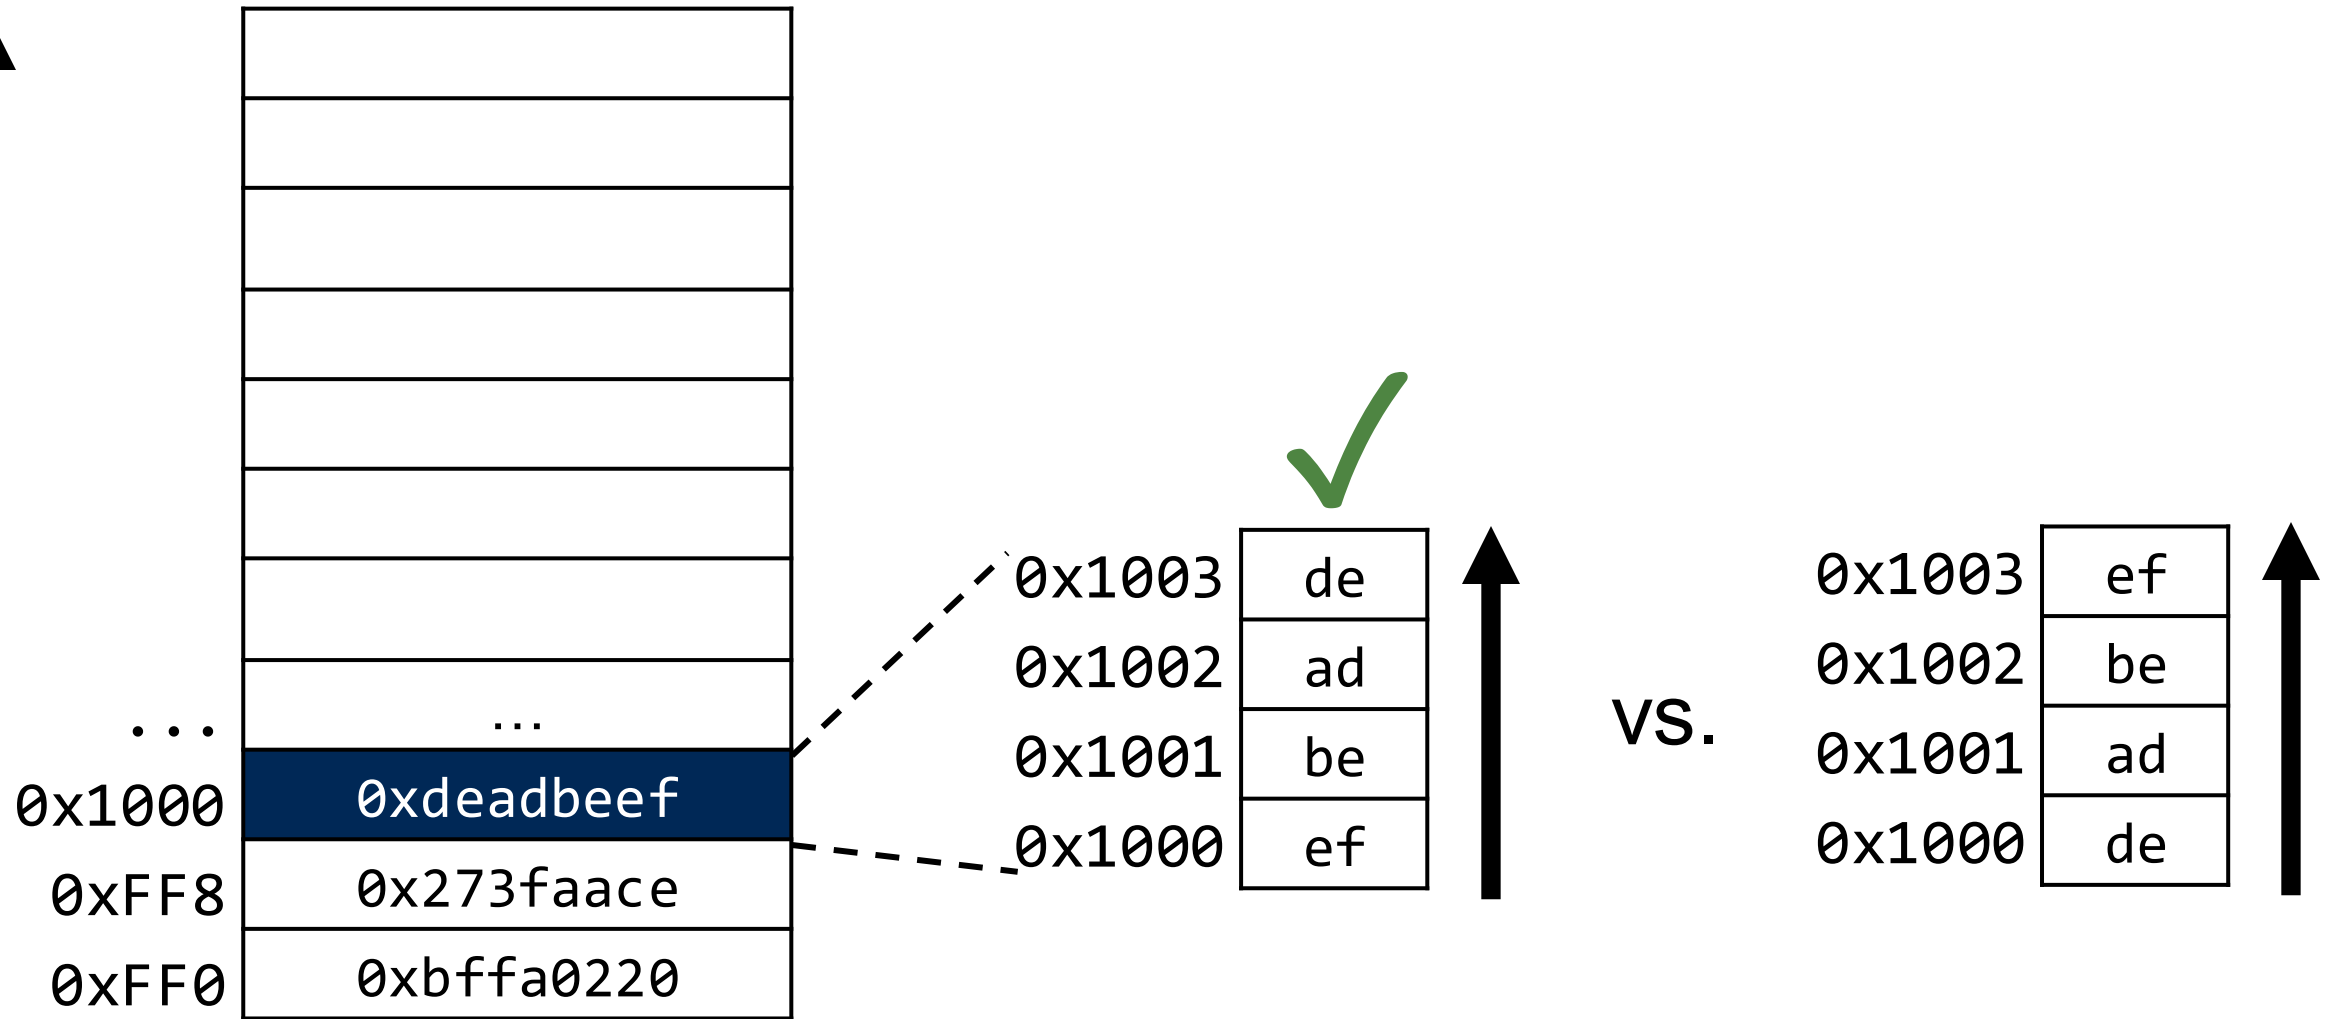 ... ...
0x1000 0xdeadbeef
0xFF8 0x273faace
0xFF0 0xbffa0220
0x1003 de
0x1002 ad
0x1001 be
0x1000 ef
vs.
0x1003 ef
0x1002 be
0x1001 ad
0x1000 de